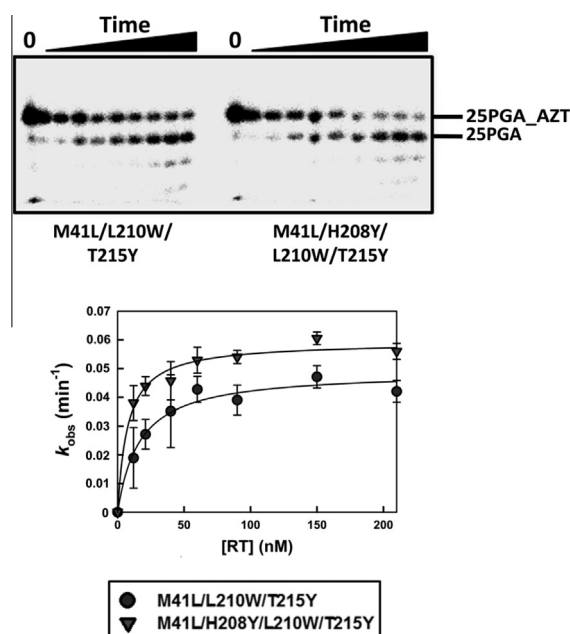 Time Time
0 0
25PGA_AZT
25PGA
M41L/L210W/ M41L/H208Y/
T215Y L210W/T215Y
0.07
0.06
0.05
0.04
0.03
0.02
0.01
0
0 50 100 150 200
k_obs (min⁻¹)
[RT] (nM)
M41L/L210W/T215Y
M41L/H208Y/L210W/T215Y